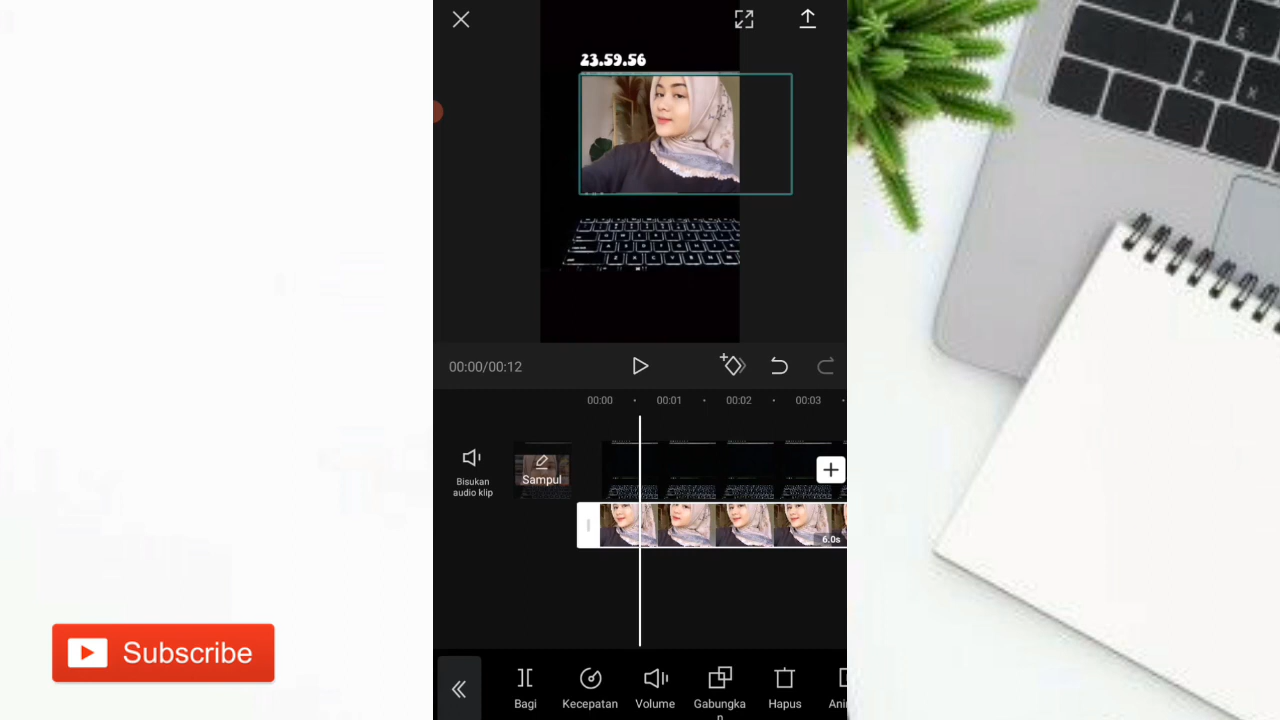 23.59.56
00:00/00:12
00:00
00:01
00:02
00:03
Bisukan
audio klip
Sampul
6.0s
Subscribe
Bagi
Kecepatan
Volume
Gabungka
n
Hapus
A
S
Z
X